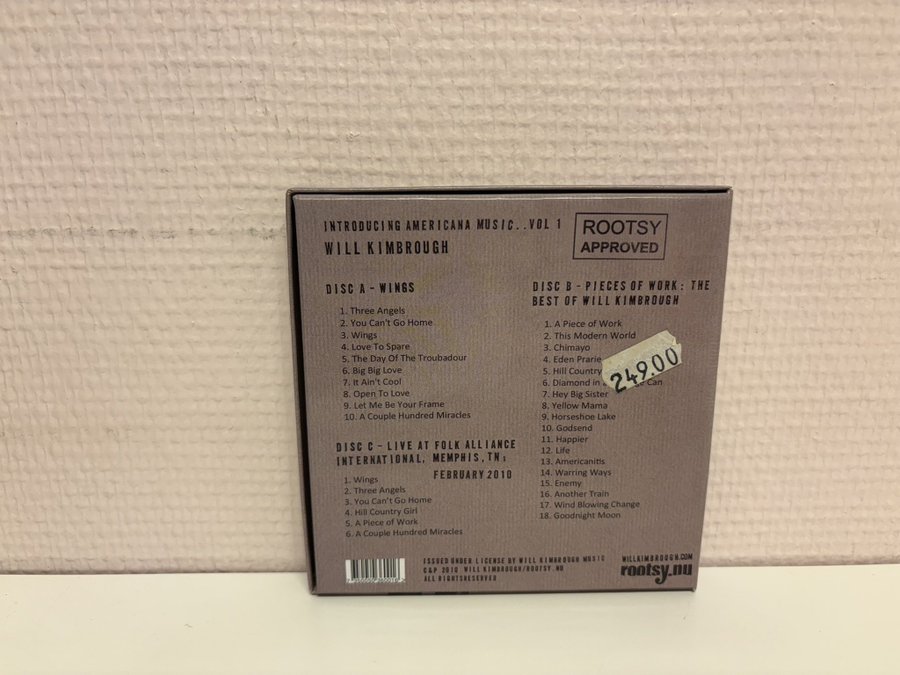 INTRODUCING AMERICANA MUSIC..VOL 1
WILL KIMBROUGH
ROOTSY
APPROVED
DISC A - WINGS
1. Three Angels
2. You Can't Go Home
3. Wings
4. Love To Spare
5. The Day Of The Troubadour
6. Big Big Love
7. It Ain't Cool
8. Open To Love
9. Let Me Be Your Frame
10. A Couple Hundred Miracles
DISC C - LIVE AT FOLK ALLIANCE
INTERNATIONAL, MEMPHIS, TN;
FEBRUARY 2010
1. Wings
2. Three Angels
3. You Can't Go Home
4. Hill Country Girl
5. A Piece of Work
6. A Couple Hundred Miracles
DISC B - PIECES OF WORK: THE
BEST OF WILL KIMBROUGH
1. A Piece of Work
2. This Modern World
3. Chimayo
4. Eden Prarie
5. Hill Country
6. Diamond in Can
7. Hey Big Sister
8. Yellow Mama
9. Horseshoe Lake
10. Godsend
11. Happier
12. Life
13. Americanitis
14. Warring Ways
15. Enemy
16. Another Train
17. Wind Blowing Change
18. Goodnight Moon
249.00
ISSUED UNDER LICENSE BY WILL KIMBROUGH MUSIC
C&P 2010 WILL KIMBROUGH/ROOTSY.NU
ALL RIGHTSRESERVED
WILLKIMBROUGH.COM
rootsy.nu